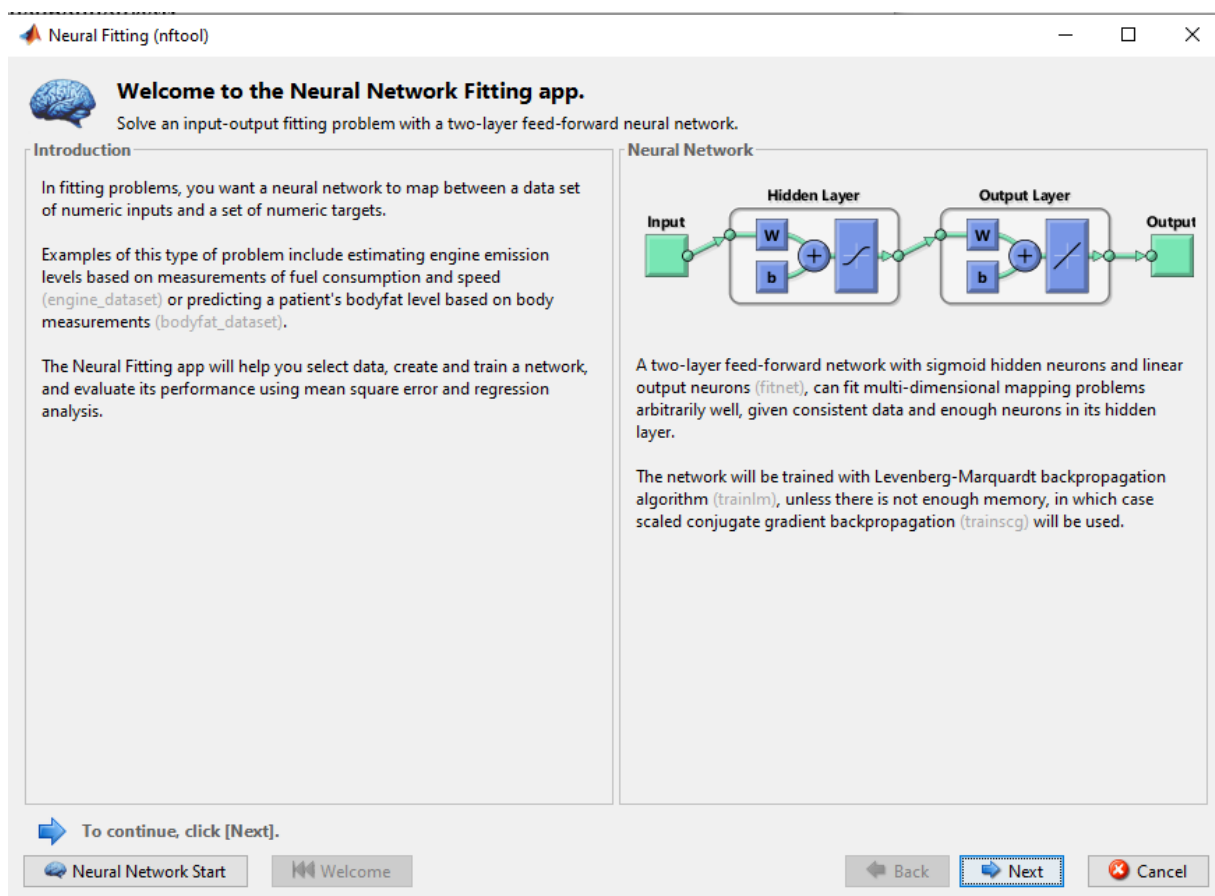 Neural Fitting (nftool)
Welcome to the Neural Network Fitting app.
Solve an input-output fitting problem with a two-layer feed-forward neural network.
Introduction
In fitting problems, you want a neural network to map between a data set
of numeric inputs and a set of numeric targets.
Examples of this type of problem include estimating engine emission
levels based on measurements of fuel consumption and speed
(engine_dataset) or predicting a patient's bodyfat level based on body
measurements (bodyfat_dataset).
The Neural Fitting app will help you select data, create and train a network,
and evaluate its performance using mean square error and regression
analysis.
Neural Network
Hidden Layer Output Layer
Input Output
W W
b b
A two-layer feed-forward network with sigmoid hidden neurons and linear
output neurons (fitnet), can fit multi-dimensional mapping problems
arbitrarily well, given consistent data and enough neurons in its hidden
layer.
The network will be trained with Levenberg-Marquardt backpropagation
algorithm (trainlm), unless there is not enough memory, in which case
scaled conjugate gradient backpropagation (trainscg) will be used.
To continue, click [Next].
Neural Network Start Welcome Back Next Cancel